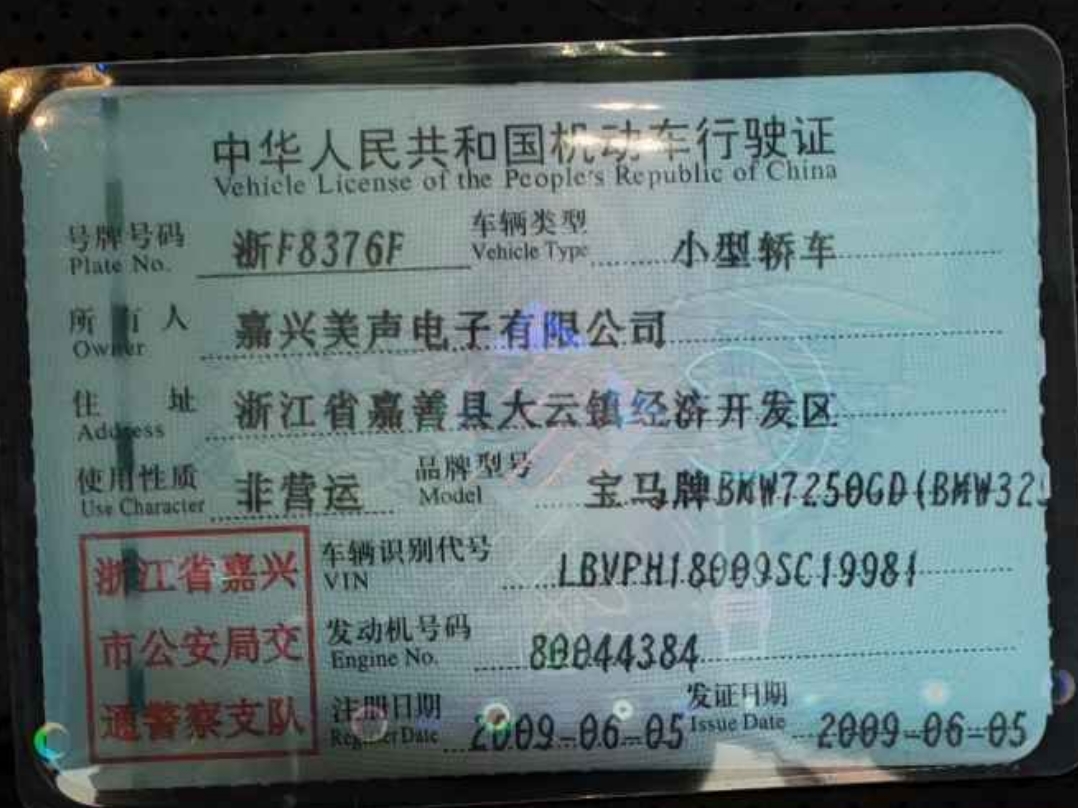 中华人民共和国机动车行驶证
Vehicle License of the People's Republic of China
号牌号码 浙F8376F 车辆类型 小型轿车
Plate No. Vehicle Type
所有人 嘉兴美声电子有限公司
Owner
住址 浙江省嘉善县大云镇经济开发区
Address
使用性质 非营运 品牌型号 宝马牌BMW7250GD(BMW325
Use Character Model
浙江省嘉兴 车辆识别代号 LBVPH18009SC19981
VIN
市公安局交 发动机号码 80044384
Engine No.
通警察支队 注册日期 2009-06-05 发证日期 2009-06-05
Register Date Issue Date